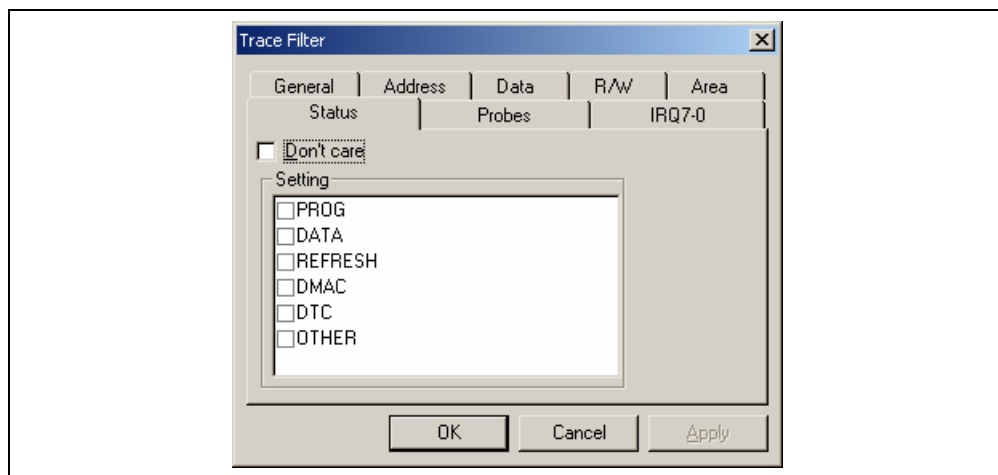 Trace Filter
General Address Data R/W Area
Status Probes IRQ7-0
Don't care
Setting
PROG
DATA
REFRESH
DMAC
DTC
OTHER
OK Cancel Apply